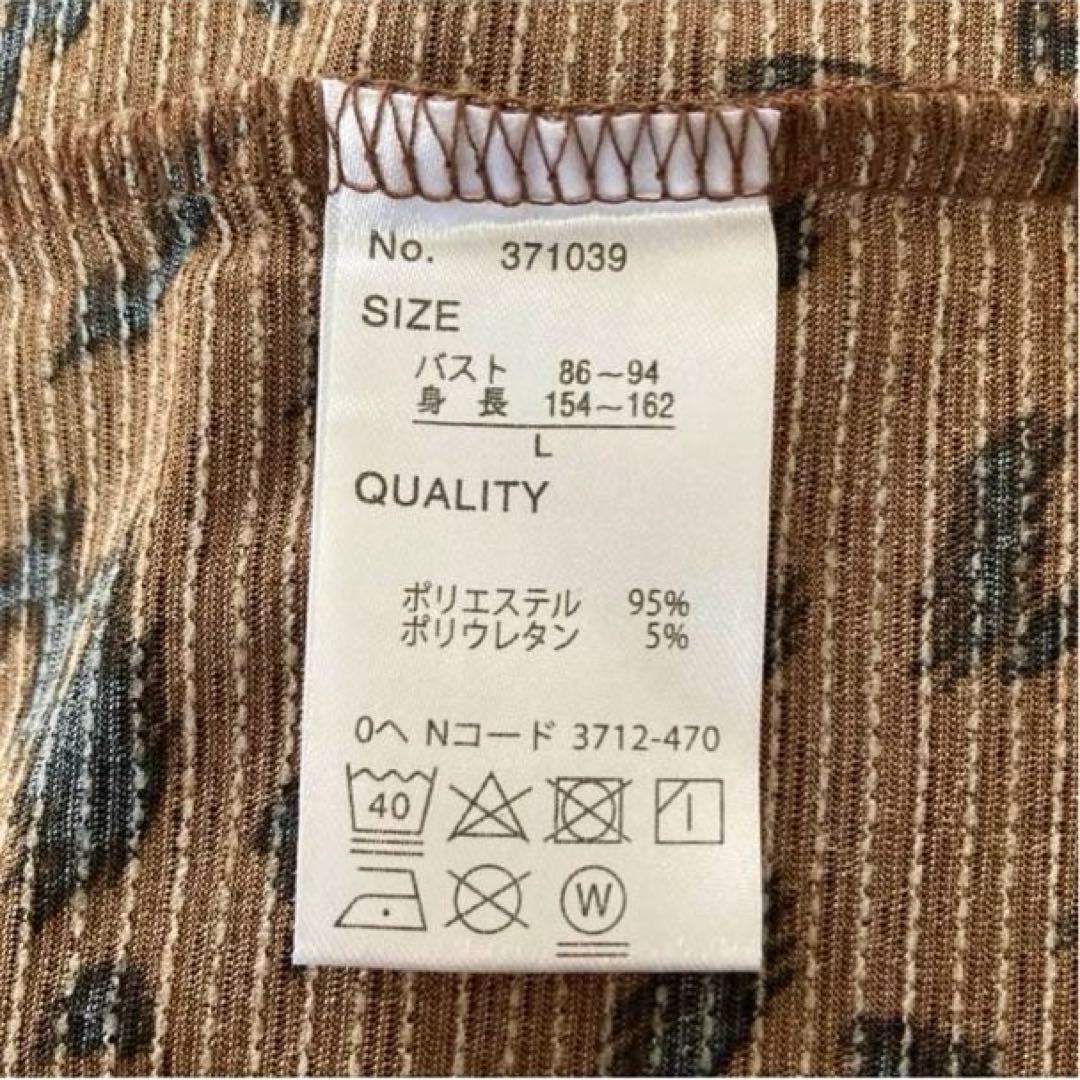 No. 371039
SIZE
バスト 86～94
身 長 154～162
L
QUALITY
ポリエステル 95%
ポリウレタン 5%
0ヘ Nコード 3712-470
40
W